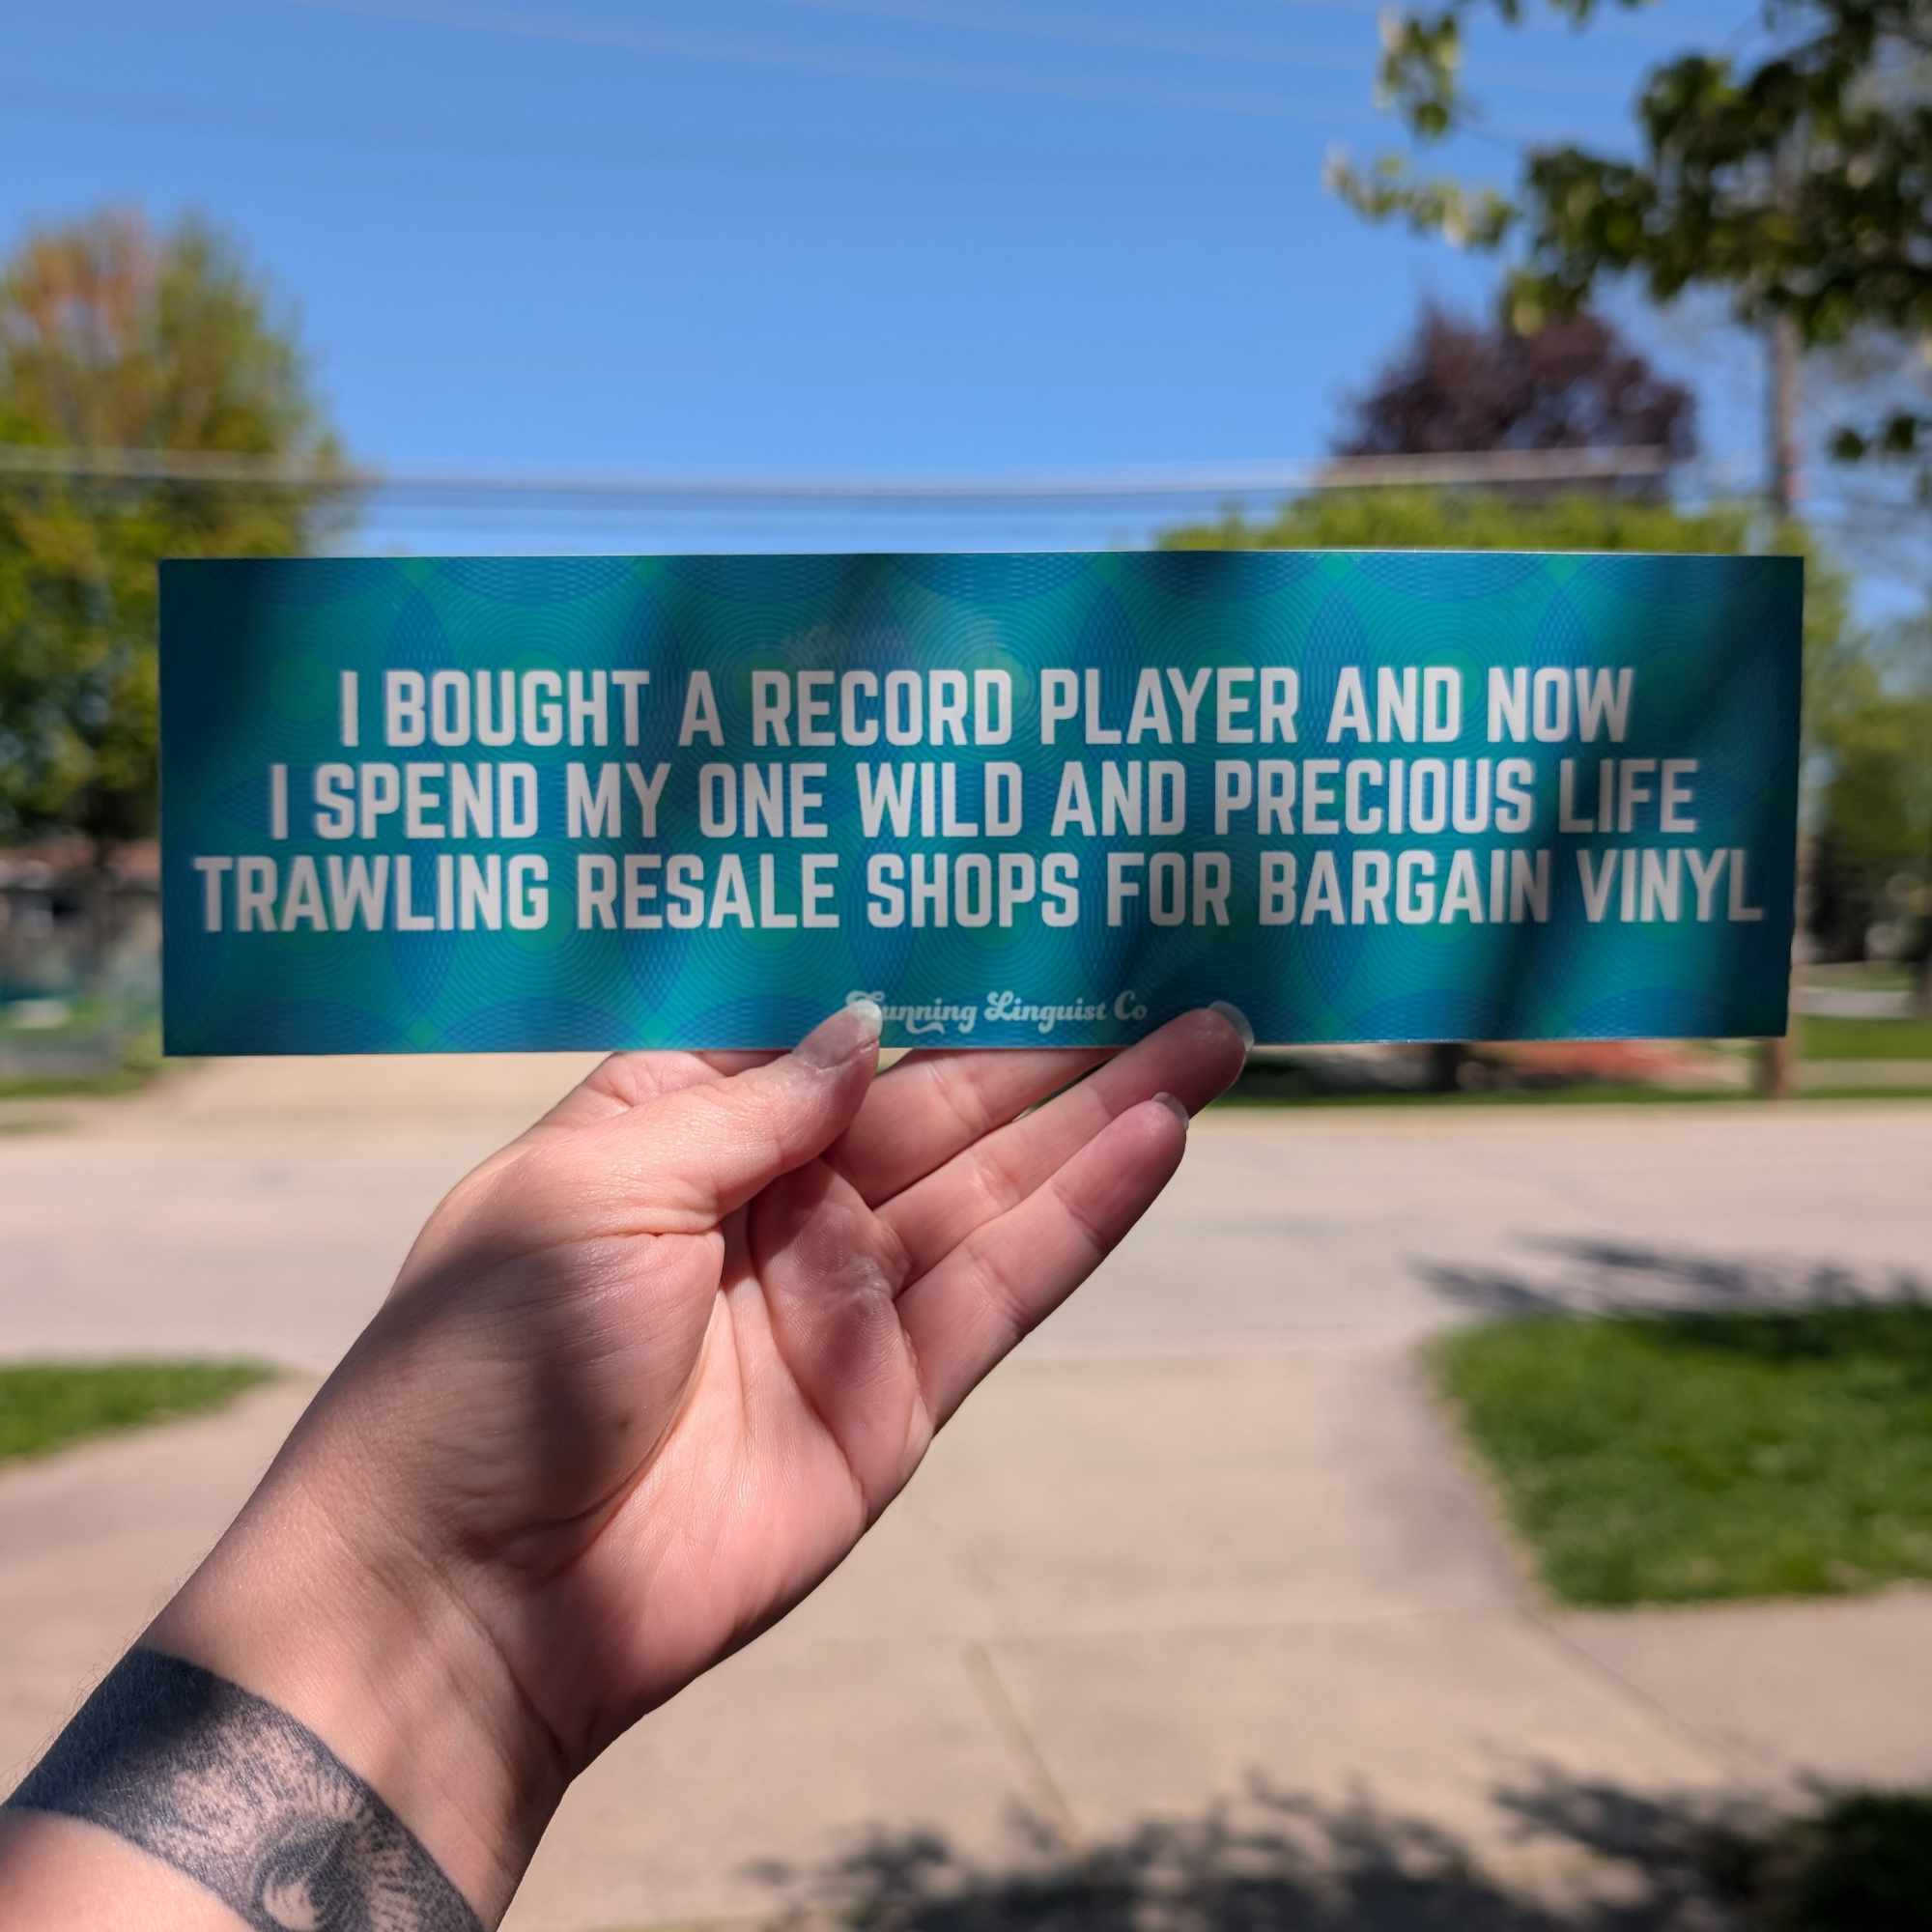 I BOUGHT A RECORD PLAYER AND NOW
I SPEND MY ONE WILD AND PRECIOUS LIFE
TRAWLING RESALE SHOPS FOR BARGAIN VINYL
Cunning Linguist Co